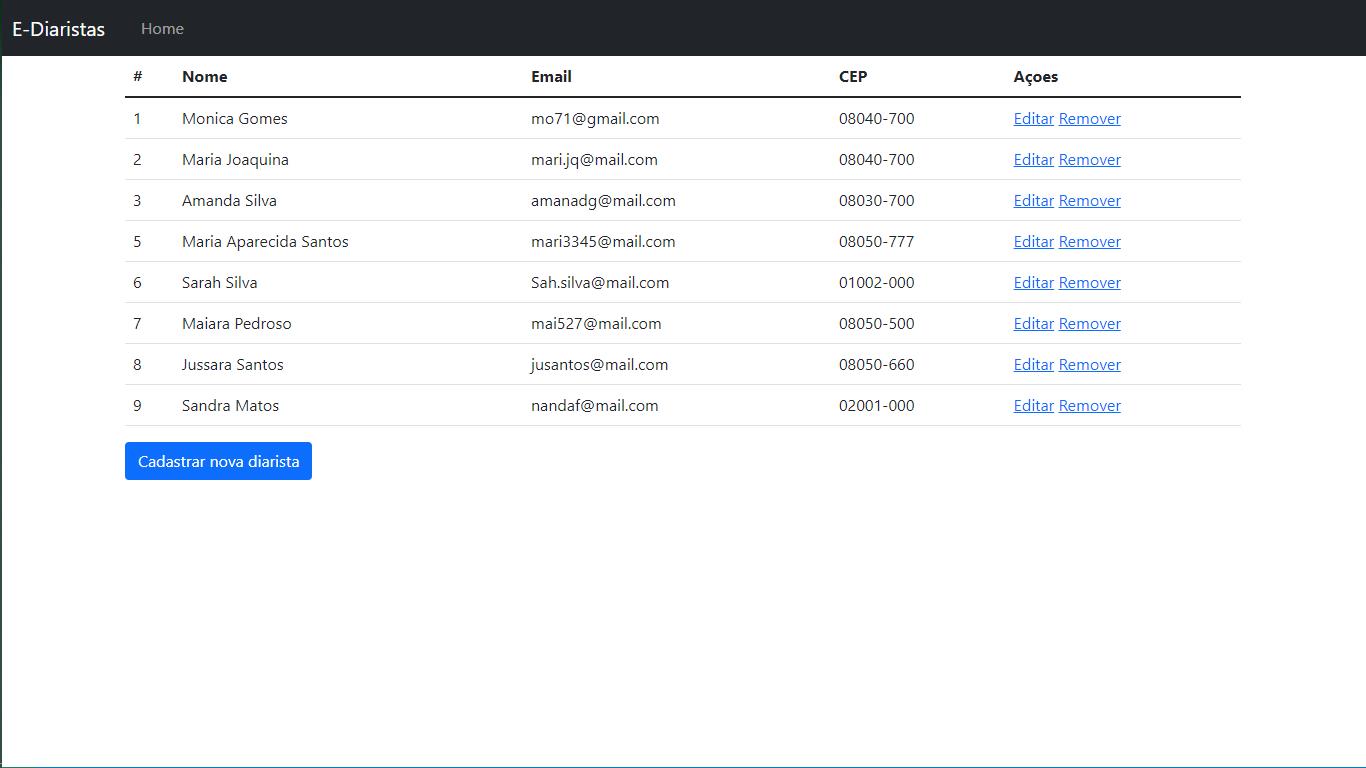 E-Diaristas Home
# Nome Email CEP Açoes
1 Monica Gomes mo71@gmail.com 08040-700 Editar Remover
2 Maria Joaquina mari.jq@mail.com 08040-700 Editar Remover
3 Amanda Silva amanadg@mail.com 08030-700 Editar Remover
5 Maria Aparecida Santos mari3345@mail.com 08050-777 Editar Remover
6 Sarah Silva Sah.silva@mail.com 01002-000 Editar Remover
7 Maiara Pedroso mai527@mail.com 08050-500 Editar Remover
8 Jussara Santos jusantos@mail.com 08050-660 Editar Remover
9 Sandra Matos nandaf@mail.com 02001-000 Editar Remover
Cadastrar nova diarista